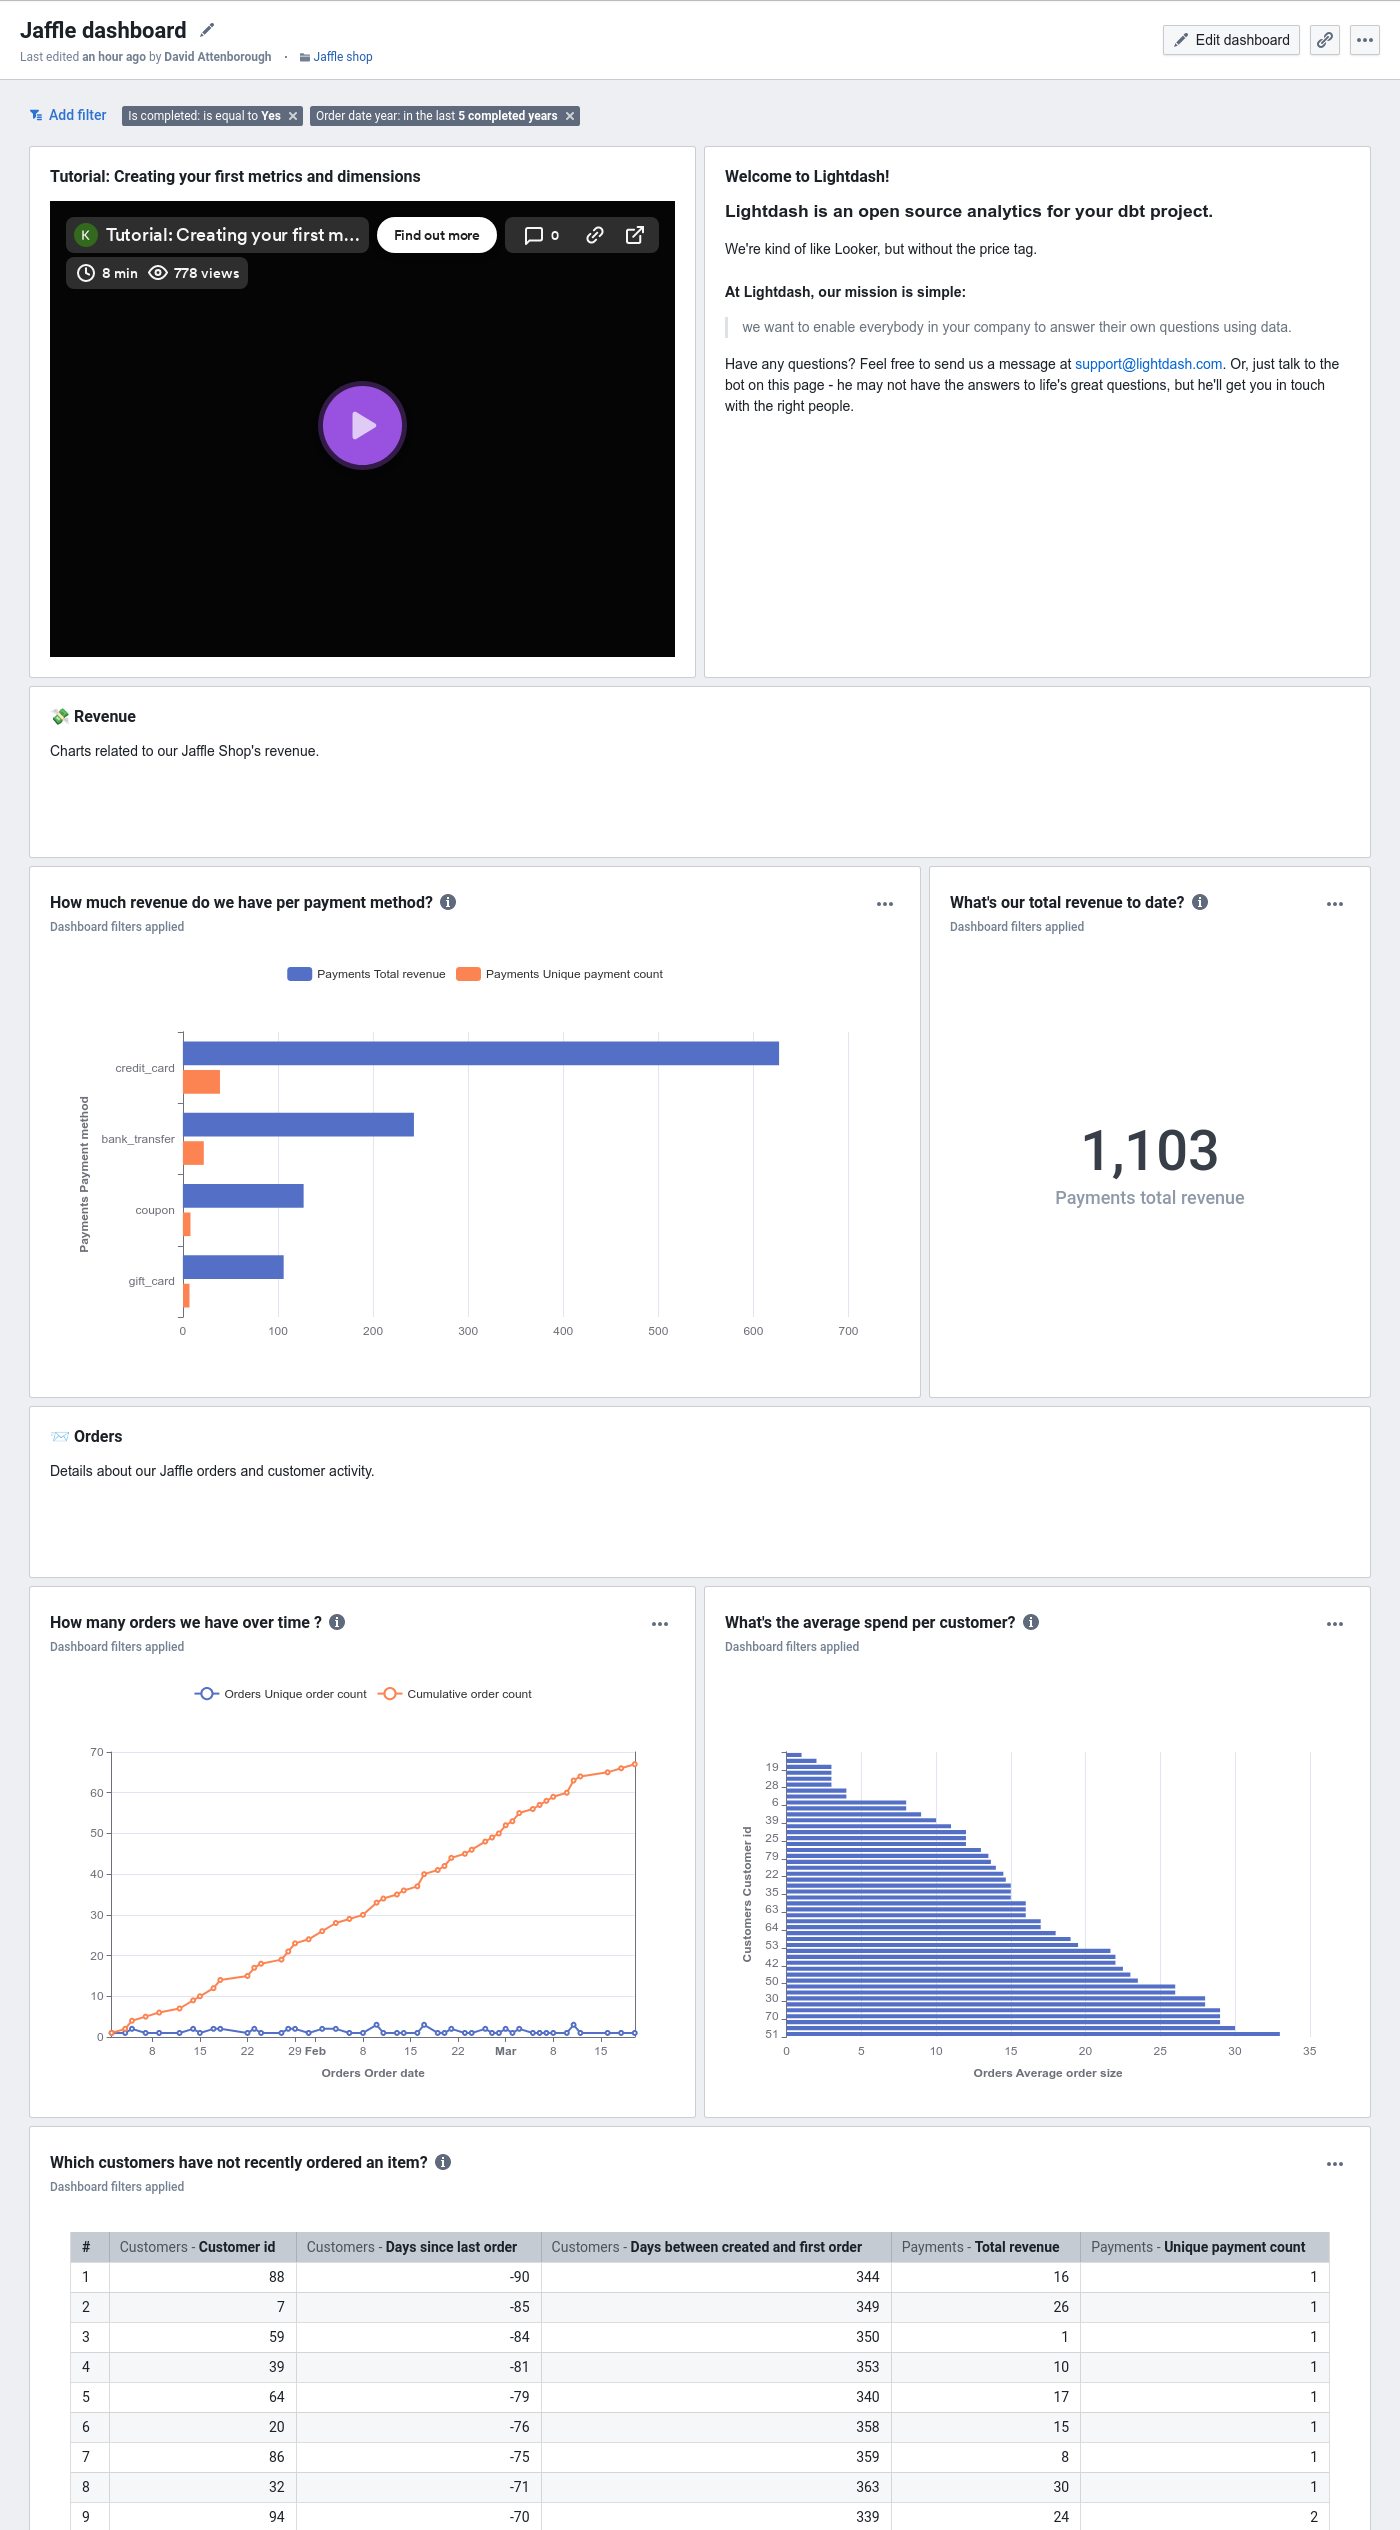 Jaffle dashboard
Last edited an hour ago by David Attenborough · Jaffle shop
Edit dashboard
Add filter
Is completed: is equal to Yes
Order date year: in the last 5 completed years
Tutorial: Creating your first metrics and dimensions
K Tutorial: Creating your first m...
Find out more
0
8 min 778 views
Welcome to Lightdash!
Lightdash is an open source analytics for your dbt project.
We're kind of like Looker, but without the price tag.
At Lightdash, our mission is simple:
we want to enable everybody in your company to answer their own questions using data.
Have any questions? Feel free to send us a message at support@lightdash.com. Or, just talk to the
bot on this page - he may not have the answers to life's great questions, but he'll get you in touch
with the right people.
💸 Revenue
Charts related to our Jaffle Shop's revenue.
How much revenue do we have per payment method?
Dashboard filters applied
Payments Total revenue Payments Unique payment count
Payments Payment method
credit_card
bank_transfer
coupon
gift_card
0 100 200 300 400 500 600 700
What's our total revenue to date?
Dashboard filters applied
1,103
Payments total revenue
📨 Orders
Details about our Jaffle orders and customer activity.
How many orders we have over time ?
Dashboard filters applied
Orders Unique order count Cumulative order count
70
60
50
40
30
20
10
0
8 15 22 29 Feb 8 15 22 Mar 8 15
Orders Order date
What's the average spend per customer?
Dashboard filters applied
Customers Customer id
19
28
6
39
25
79
22
35
63
64
53
42
50
30
70
51
0 5 10 15 20 25 30 35
Orders Average order size
Which customers have not recently ordered an item?
Dashboard filters applied
# Customers - Customer id Customers - Days since last order Customers - Days between created and first order Payments - Total revenue Payments - Unique payment count
1 88 -90 344 16 1
2 7 -85 349 26 1
3 59 -84 350 1 1
4 39 -81 353 10 1
5 64 -79 340 17 1
6 20 -76 358 15 1
7 86 -75 359 8 1
8 32 -71 363 30 1
9 94 -70 339 24 2